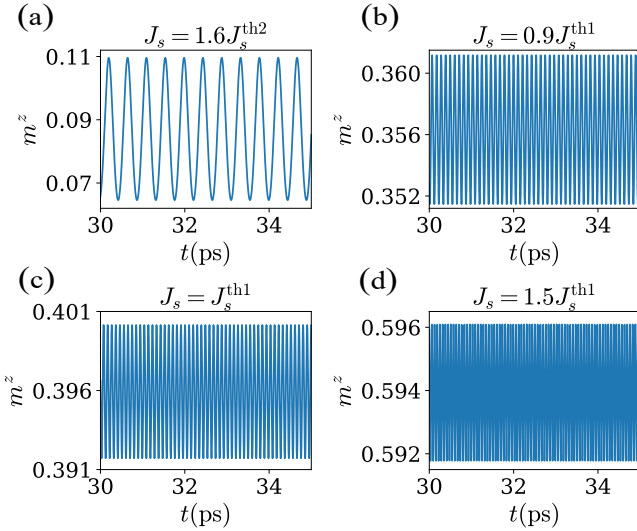 (a)
J_s = 1.6J_s^th2
0.11
0.09
0.07
m^z
30
32
34
t(ps)
(b)
J_s = 0.9J_s^th1
0.360
0.356
0.352
m^z
30
32
34
t(ps)
(c)
J_s = J_s^th1
0.401
0.396
0.391
m^z
30
32
34
t(ps)
(d)
J_s = 1.5J_s^th1
0.596
0.594
0.592
m^z
30
32
34
t(ps)